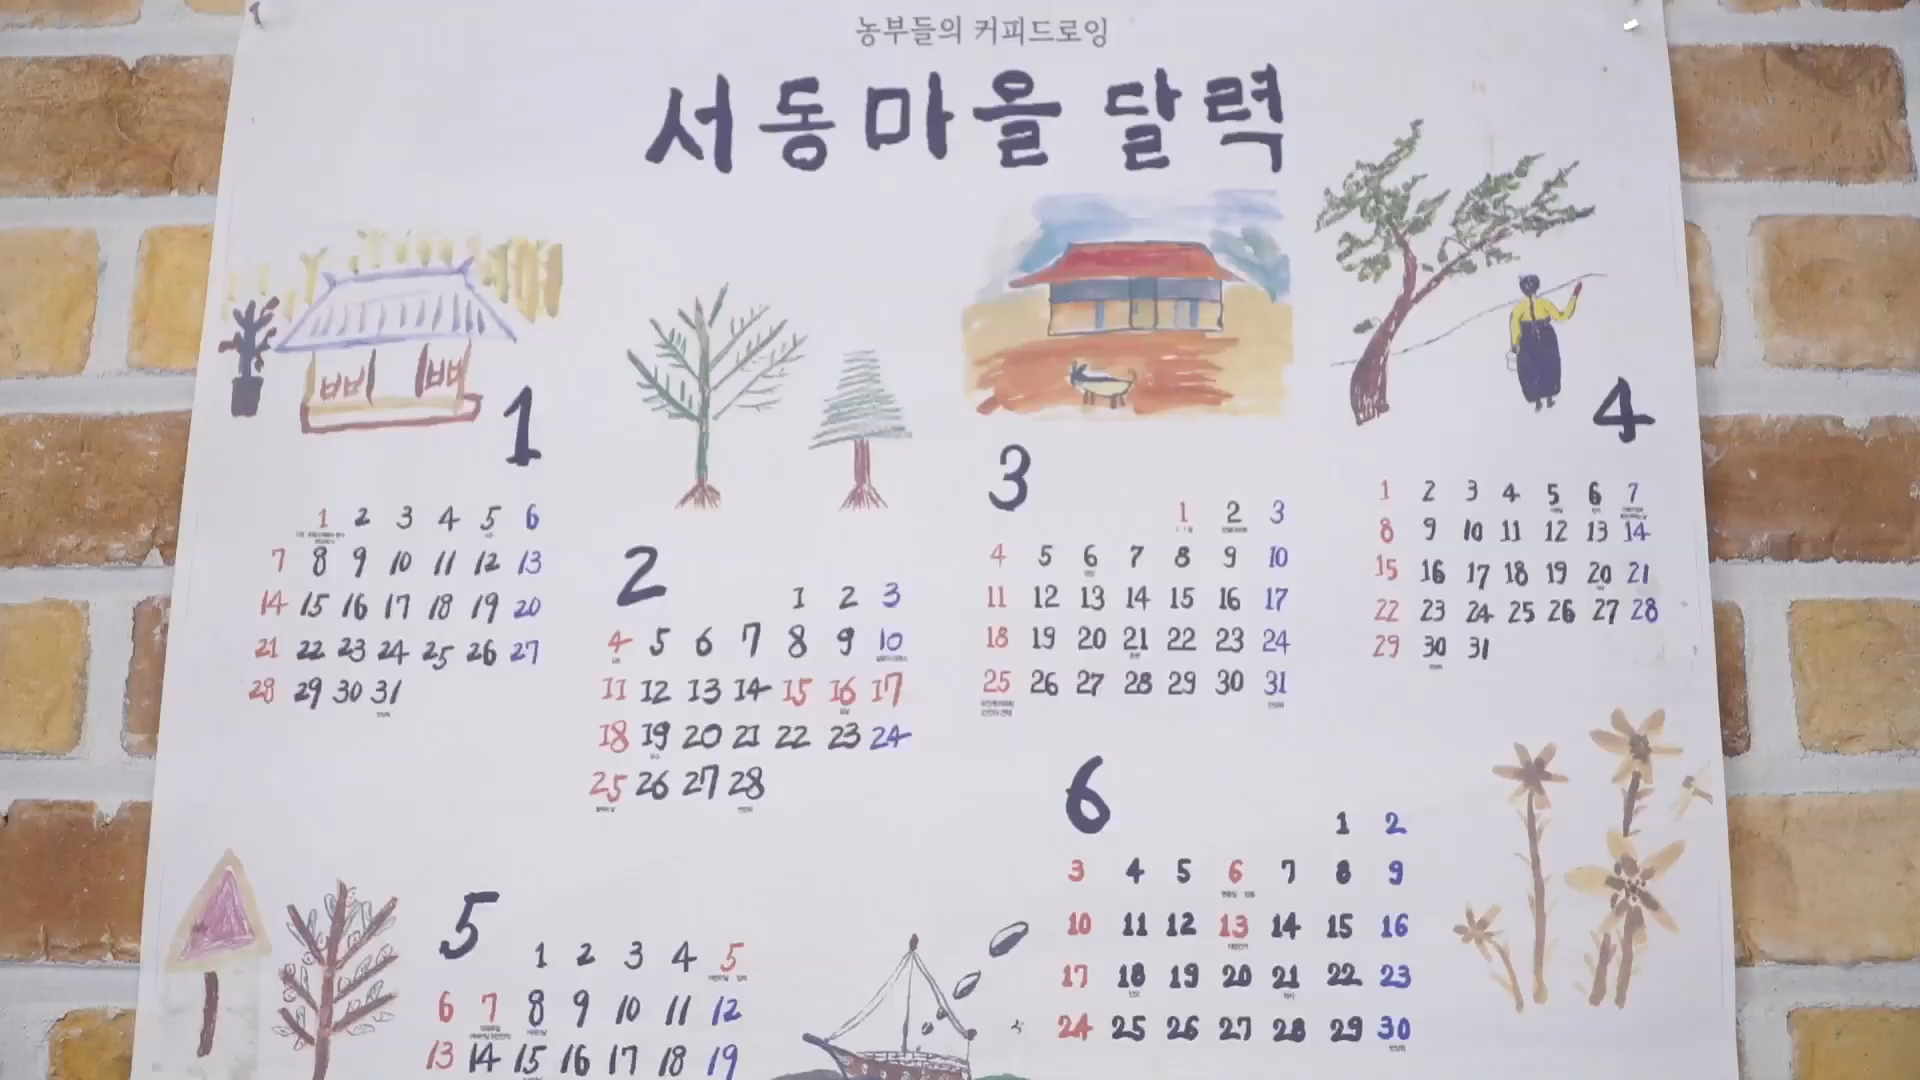 농부들의 커피드로잉
서동마을 달력
1
1 2 3 4 5 6
7 8 9 10 11 12 13
14 15 16 17 18 19 20
21 22 23 24 25 26 27
28 29 30 31
2
1 2 3
4 5 6 7 8 9 10
11 12 13 14 15 16 17
18 19 20 21 22 23 24
25 26 27 28
3
1 2 3
4 5 6 7 8 9 10
11 12 13 14 15 16 17
18 19 20 21 22 23 24
25 26 27 28 29 30 31
4
1 2 3 4 5 6 7
8 9 10 11 12 13 14
15 16 17 18 19 20 21
22 23 24 25 26 27 28
29 30 31
5
1 2 3 4 5
6 7 8 9 10 11 12
13 14 15 16 17 18 19
6
1 2
3 4 5 6 7 8 9
10 11 12 13 14 15 16
17 18 19 20 21 22 23
24 25 26 27 28 29 30